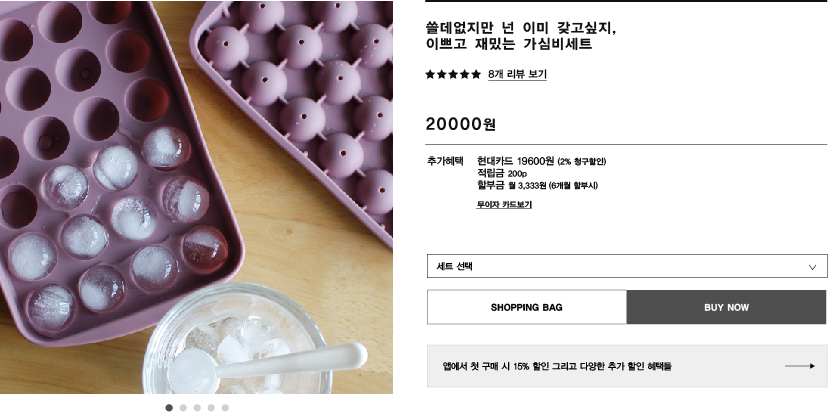 쓸데없지만 넌 이미 갖고싶지,
이쁘고 재밌는 가심비세트
★★★★★ 8개 리뷰 보기
20000원
추가혜택 현대카드 19600원 (2% 청구할인)
적립금 200p
할부금 월 3,333원 (6개월 할부시)
무이자 카드보기
세트 선택
SHOPPING BAG BUY NOW
앱에서 첫 구매 시 15% 할인 그리고 다양한 추가 할인 혜택들